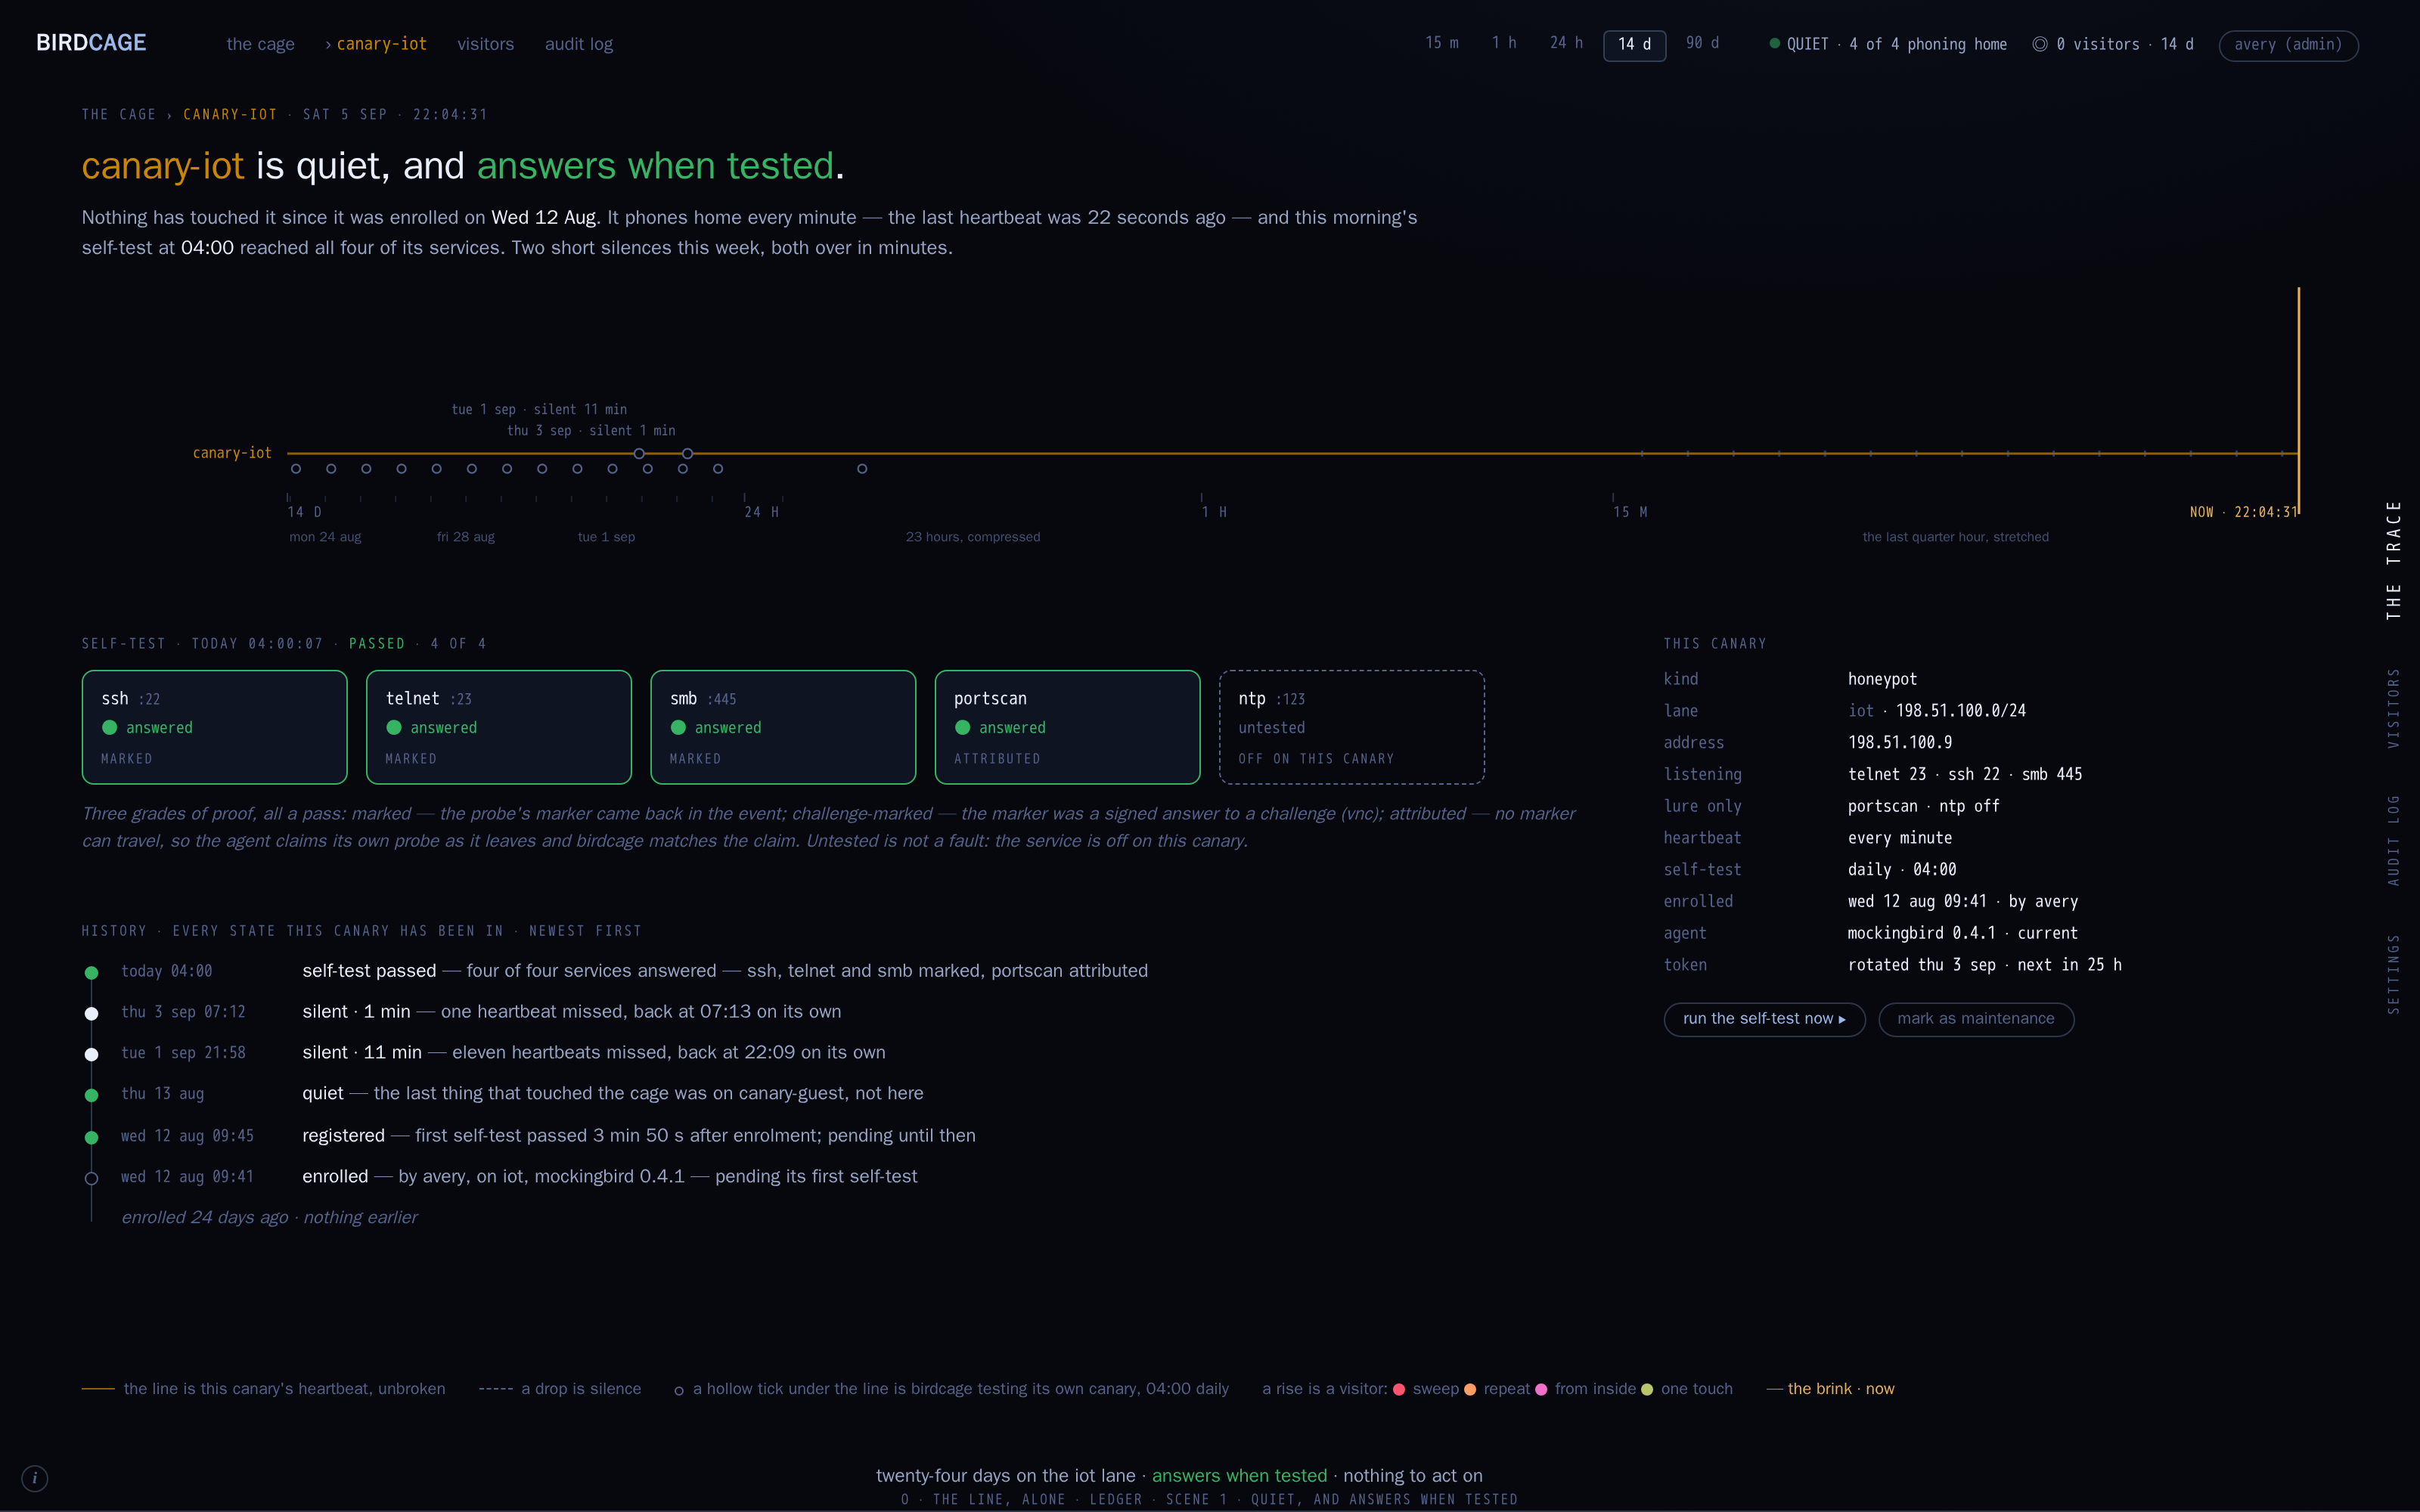 BIRDCAGE the cage › canary-iot visitors audit log 15 m 1 h 24 h 14 d 90 d QUIET · 4 of 4 phoning home ◎ 0 visitors · 14 d avery (admin)
THE CAGE › CANARY-IOT · SAT 5 SEP · 22:04:31
canary-iot is quiet, and answers when tested.
Nothing has touched it since it was enrolled on Wed 12 Aug. It phones home every minute — the last heartbeat was 22 seconds ago — and this morning's
self-test at 04:00 reached all four of its services. Two short silences this week, both over in minutes.
tue 1 sep · silent 11 min
thu 3 sep · silent 1 min
canary-iot
14 D 24 H 1 H 15 M NOW · 22:04:31
mon 24 aug fri 28 aug tue 1 sep 23 hours, compressed the last quarter hour, stretched
THE TRACE
VISITORS
AUDIT LOG
SETTINGS
SELF-TEST · TODAY 04:00:07 · PASSED · 4 OF 4
ssh :22
answered
MARKED
telnet :23
answered
MARKED
smb :445
answered
MARKED
portscan
answered
ATTRIBUTED
ntp :123
untested
OFF ON THIS CANARY
Three grades of proof, all a pass: marked — the probe's marker came back in the event; challenge-marked — the marker was a signed answer to a challenge (vnc); attributed — no marker
can travel, so the agent claims its own probe as it leaves and birdcage matches the claim. Untested is not a fault: the service is off on this canary.
THIS CANARY
kind honeypot
lane iot · 198.51.100.0/24
address 198.51.100.9
listening telnet 23 · ssh 22 · smb 445
lure only portscan · ntp off
heartbeat every minute
self-test daily · 04:00
enrolled wed 12 aug 09:41 · by avery
agent mockingbird 0.4.1 · current
token rotated thu 3 sep · next in 25 h
run the self-test now ▸ mark as maintenance
HISTORY · EVERY STATE THIS CANARY HAS BEEN IN · NEWEST FIRST
today 04:00 self-test passed — four of four services answered — ssh, telnet and smb marked, portscan attributed
thu 3 sep 07:12 silent · 1 min — one heartbeat missed, back at 07:13 on its own
tue 1 sep 21:58 silent · 11 min — eleven heartbeats missed, back at 22:09 on its own
thu 13 aug quiet — the last thing that touched the cage was on canary-guest, not here
wed 12 aug 09:45 registered — first self-test passed 3 min 50 s after enrolment; pending until then
wed 12 aug 09:41 enrolled — by avery, on iot, mockingbird 0.4.1 — pending its first self-test
enrolled 24 days ago · nothing earlier
the line is this canary's heartbeat, unbroken a drop is silence a hollow tick under the line is birdcage testing its own canary, 04:00 daily a rise is a visitor: sweep repeat from inside one touch — the brink · now
i
twenty-four days on the iot lane · answers when tested · nothing to act on
O · THE LINE, ALONE · LEDGER · SCENE 1 · QUIET, AND ANSWERS WHEN TESTED